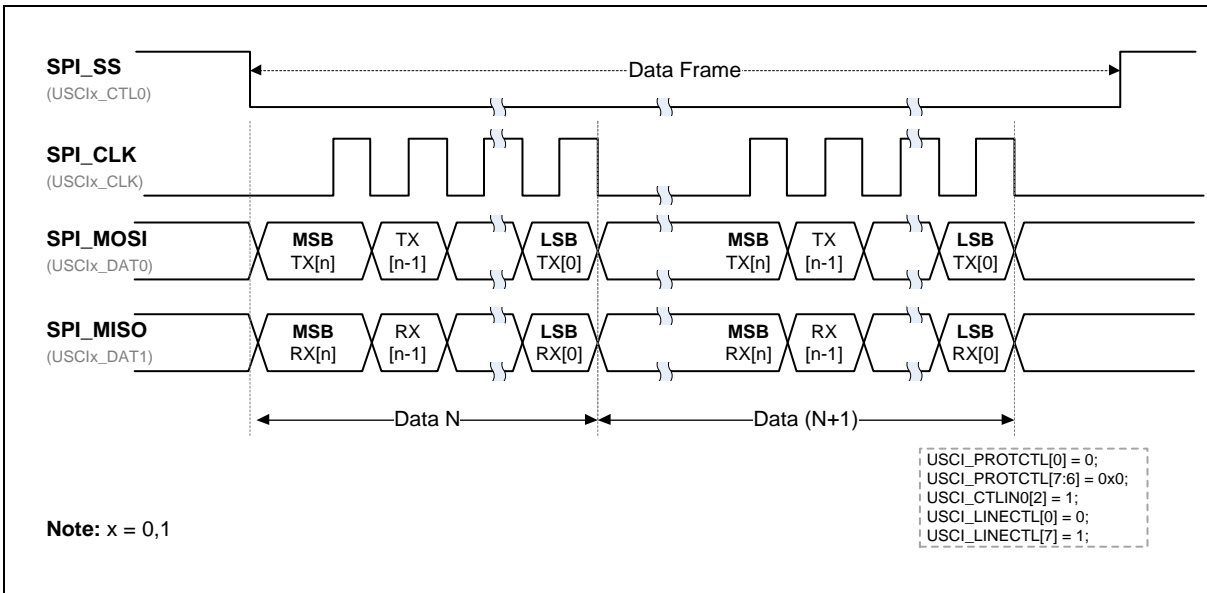 SPI_SS
(USCIx_CTL0)
Data Frame
SPI_CLK
(USCIx_CLK)
SPI_MOSI
(USCIx_DAT0)
MSB
TX[n]
TX
[n-1]
LSB
TX[0]
MSB
TX[n]
TX
[n-1]
LSB
TX[0]
SPI_MISO
(USCIx_DAT1)
MSB
RX[n]
RX
[n-1]
LSB
RX[0]
MSB
RX[n]
RX
[n-1]
LSB
RX[0]
Data N
Data (N+1)
USCI_PROTCTL[0] = 0;
USCI_PROTCTL[7:6] = 0x0;
USCI_CTLIN0[2] = 1;
USCI_LINECTL[0] = 0;
USCI_LINECTL[7] = 1;
Note: x = 0,1